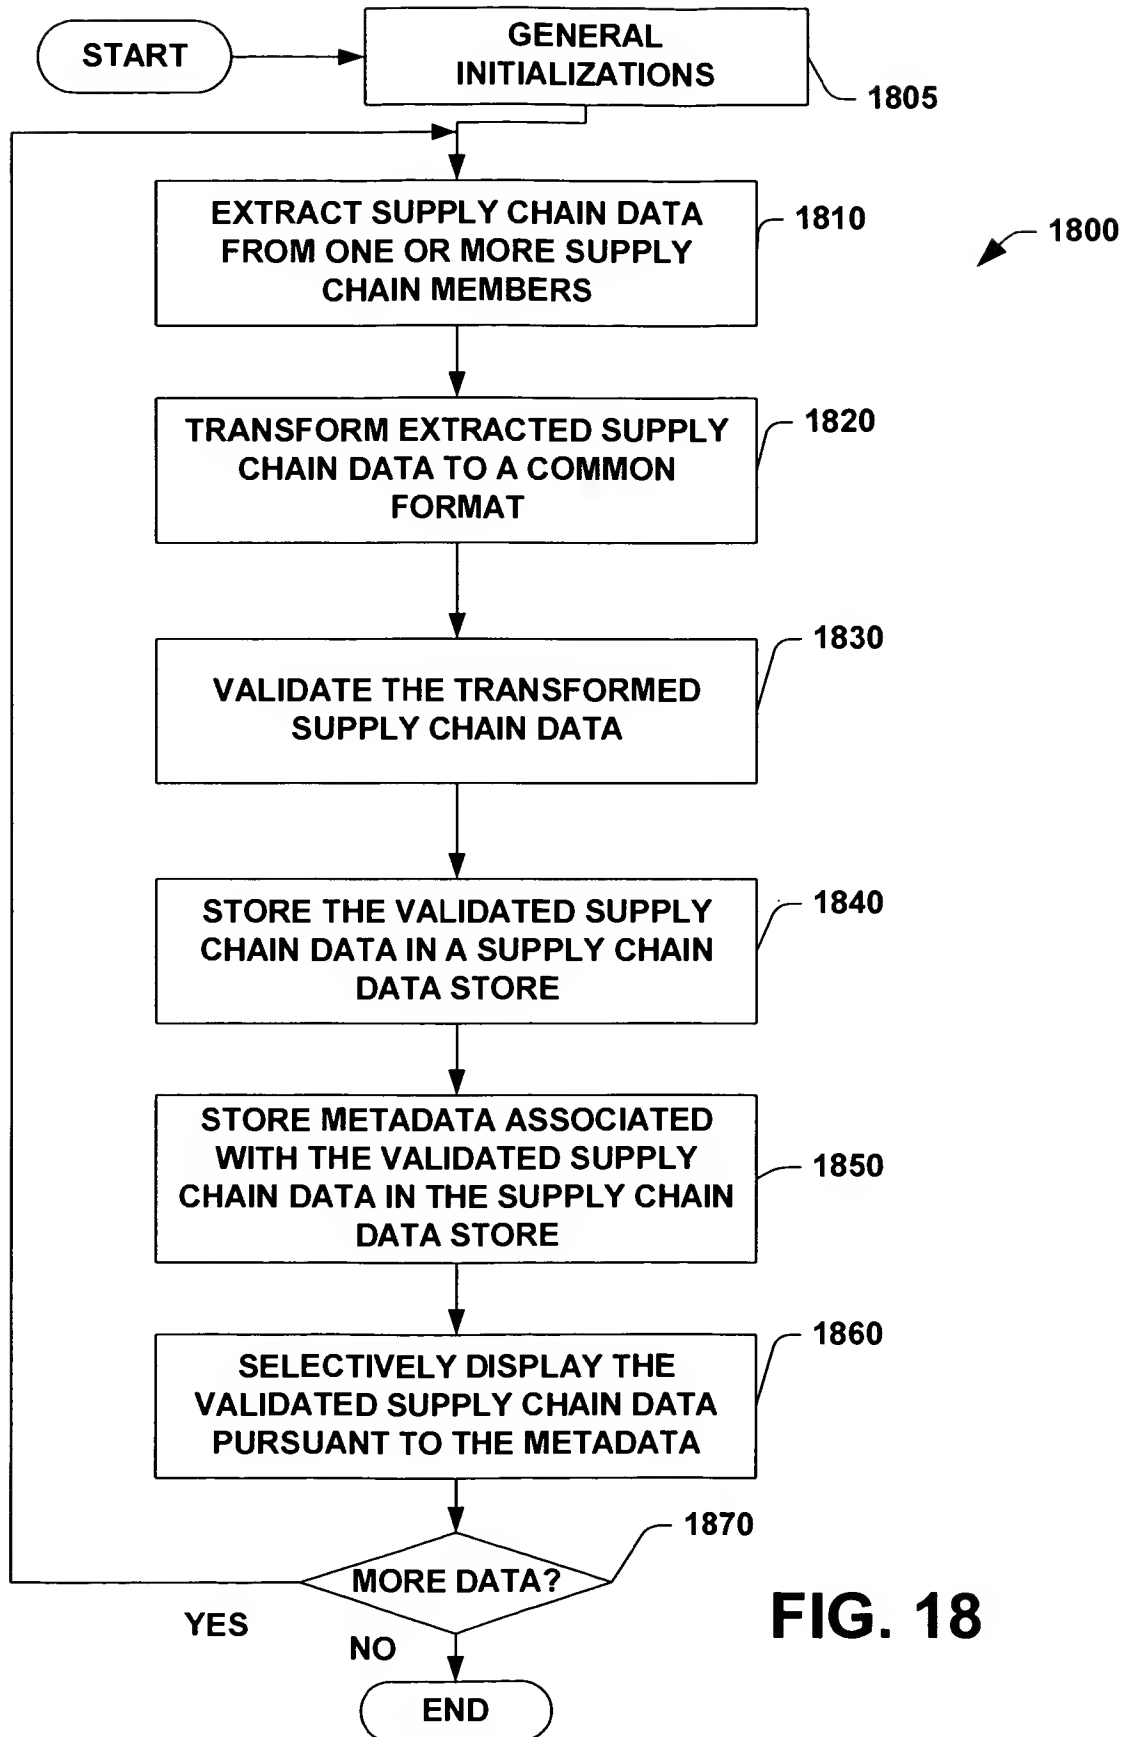 START
GENERAL
INITIALIZATIONS
1805
EXTRACT SUPPLY CHAIN DATA
FROM ONE OR MORE SUPPLY
CHAIN MEMBERS
1810
1800
TRANSFORM EXTRACTED SUPPLY
CHAIN DATA TO A COMMON
FORMAT
1820
VALIDATE THE TRANSFORMED
SUPPLY CHAIN DATA
1830
STORE THE VALIDATED SUPPLY
CHAIN DATA IN A SUPPLY CHAIN
DATA STORE
1840
STORE METADATA ASSOCIATED
WITH THE VALIDATED SUPPLY
CHAIN DATA IN THE SUPPLY CHAIN
DATA STORE
1850
SELECTIVELY DISPLAY THE
VALIDATED SUPPLY CHAIN DATA
PURSUANT TO THE METADATA
1860
MORE DATA?
1870
YES
NO
END
FIG. 18